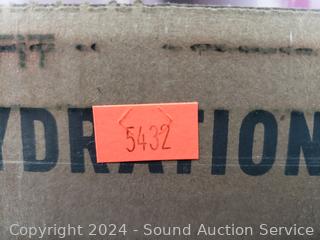 5432
YDRATION
Copyright © 2024 - Sound Auction Service